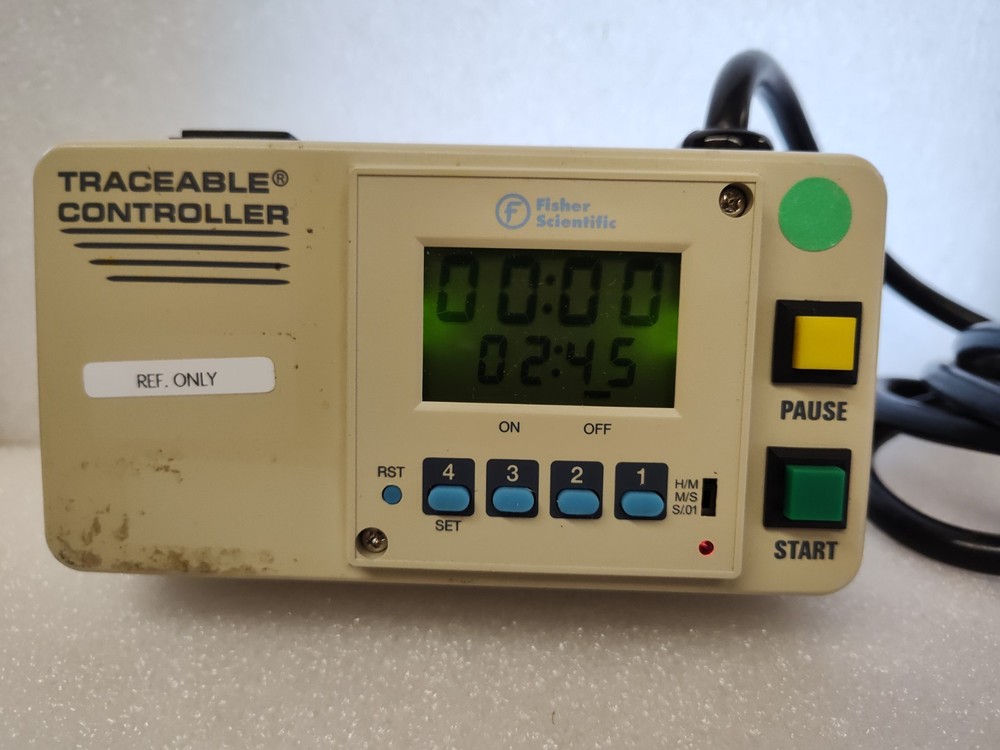 TRACEABLE®
CONTROLLER
REF. ONLY
F Fisher
Scientific
00:00
02:45
ON OFF
RST
4 3 2 1
SET
H/M
M/S
S/.01
PAUSE
START